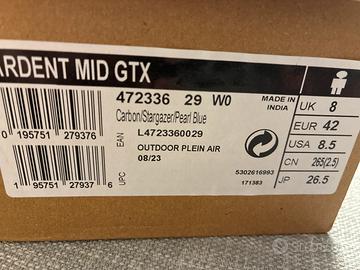 ARDENT MID GTX
472336 29 W0
Carbon/Stargazer/Pearl Blue
EAN
L4723360029
0 195751 279376
OUTDOOR PLEIN AIR
08/23
UPC
1 95751 27937 6
5302616993
171383
MADE IN
INDIA
UK 8
EUR 42
USA 8.5
CN 265(2.5)
JP 26.5
subito